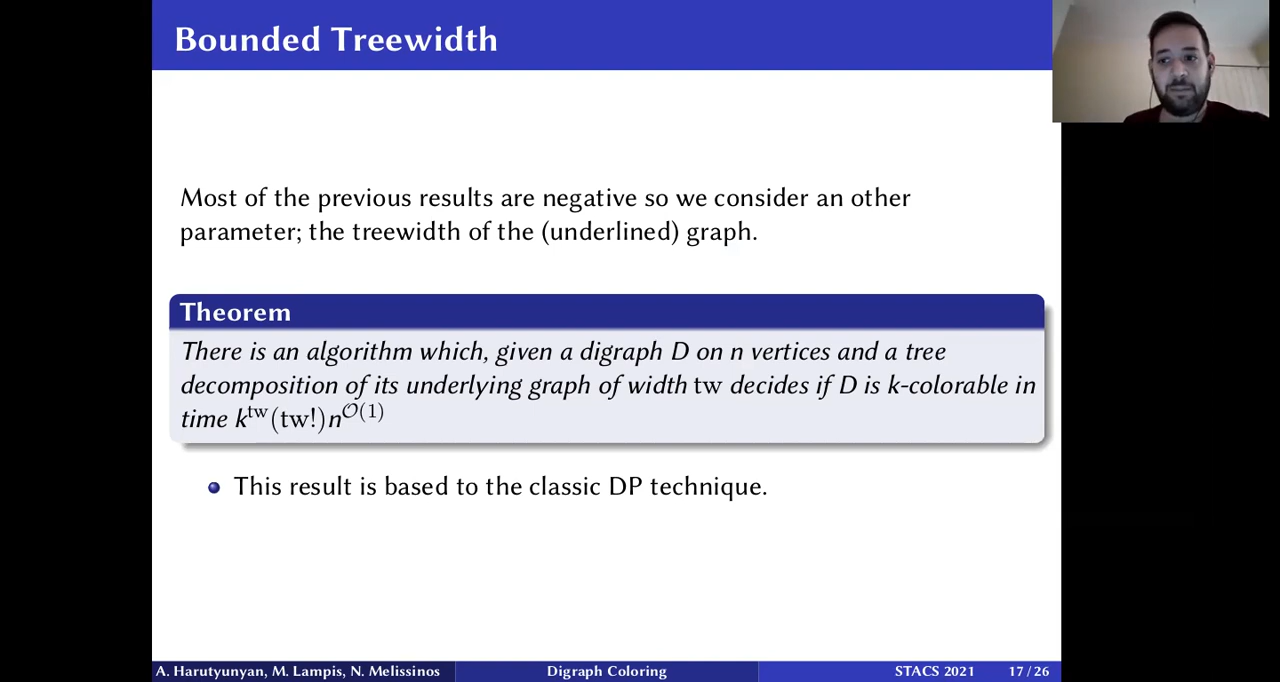 Bounded Treewidth
Most of the previous results are negative so we consider an other
parameter; the treewidth of the (underlined) graph.
Theorem
There is an algorithm which, given a digraph D on n vertices and a tree
decomposition of its underlying graph of width tw decides if D is k-colorable in
time k^tw(tw!)n^O(1)
This result is based to the classic DP technique.
A. Harutyunyan, M. Lampis, N. Melissinos Digraph Coloring STACS 2021 17 / 26